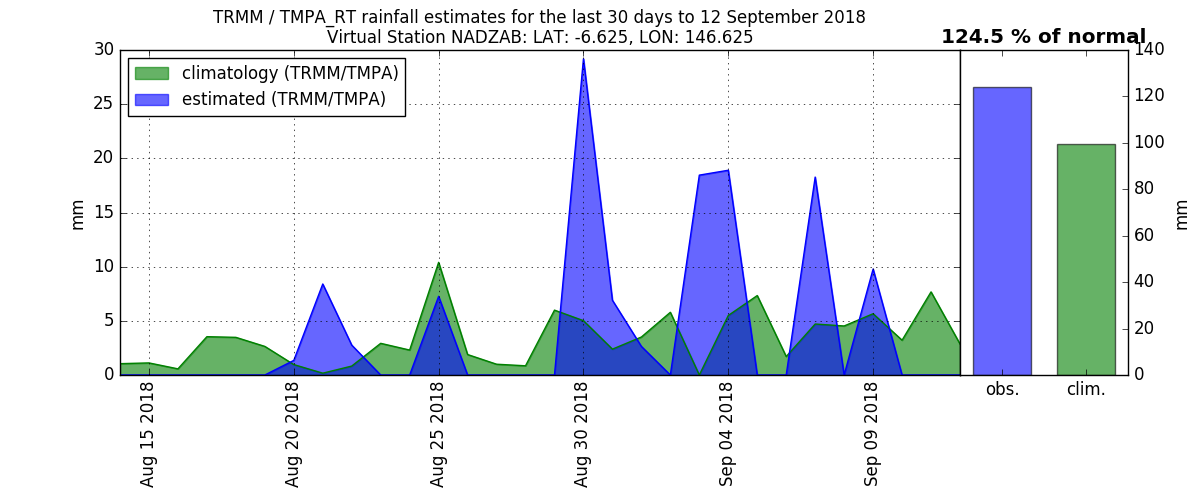 TRMM / TMPA_RT rainfall estimates for the last 30 days to 12 September 2018
Virtual Station NADZAB: LAT: -6.625, LON: 146.625
124.5 % of normal
climatology (TRMM/TMPA)
estimated (TRMM/TMPA)
30
25
20
15
10
5
0
mm
Aug 15 2018
Aug 20 2018
Aug 25 2018
Aug 30 2018
Sep 04 2018
Sep 09 2018
140
120
100
80
60
40
20
0
mm
obs.
clim.